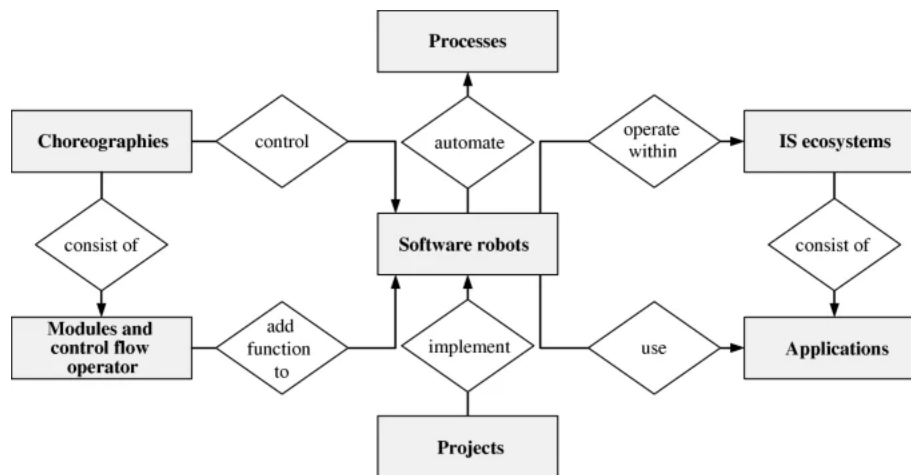 Processes
Choreographies
control
automate
operate
within
IS ecosystems
consist of
Software robots
consist of
Modules and
control flow
operator
add
function
to
implement
use
Applications
Projects